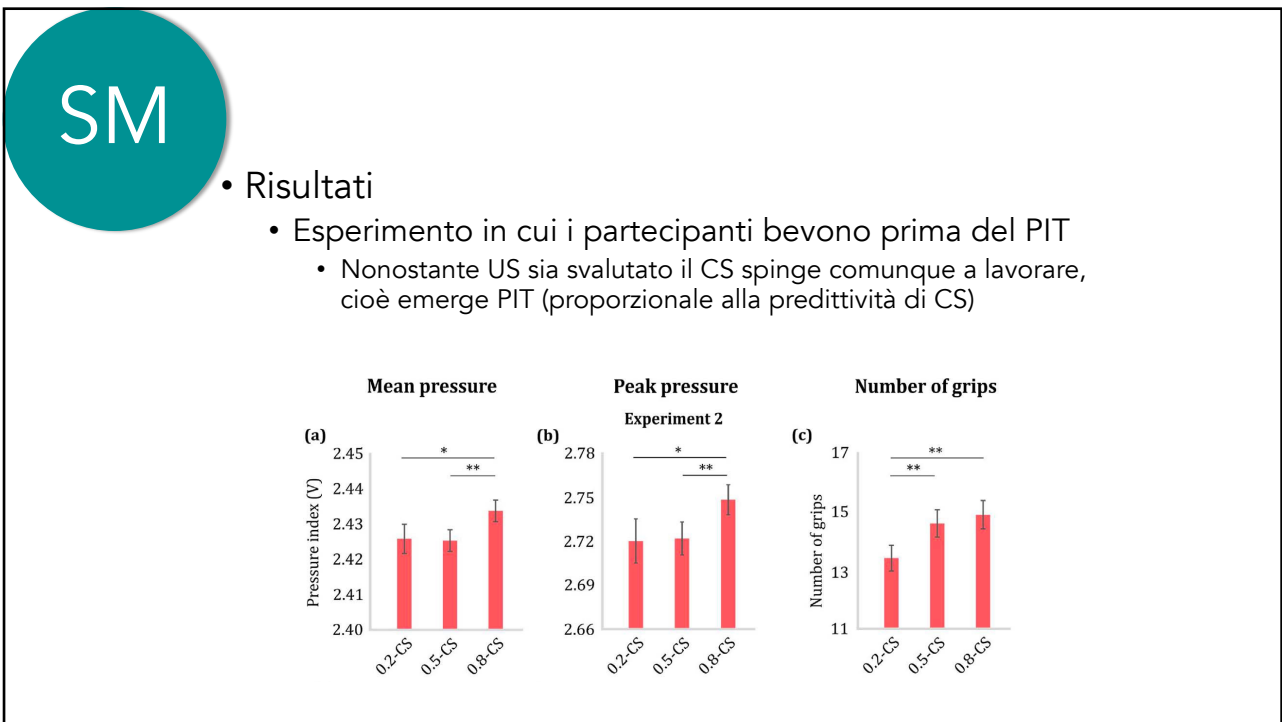 SM
• Risultati
• Esperimento in cui i partecipanti bevono prima del PIT
• Nonostante US sia svalutato il CS spinge comunque a lavorare,
cioè emerge PIT (proporzionale alla predittività di CS)
Mean pressure
Peak pressure
Number of grips
Experiment 2
(a)
Pressure index (V)
2.45
2.44
2.43
2.42
2.41
2.40
*
**
0.2-CS
0.5-CS
0.8-CS
(b)
2.78
2.75
2.72
2.69
2.66
*
**
0.2-CS
0.5-CS
0.8-CS
(c)
Number of grips
17
15
13
11
**
**
0.2-CS
0.5-CS
0.8-CS